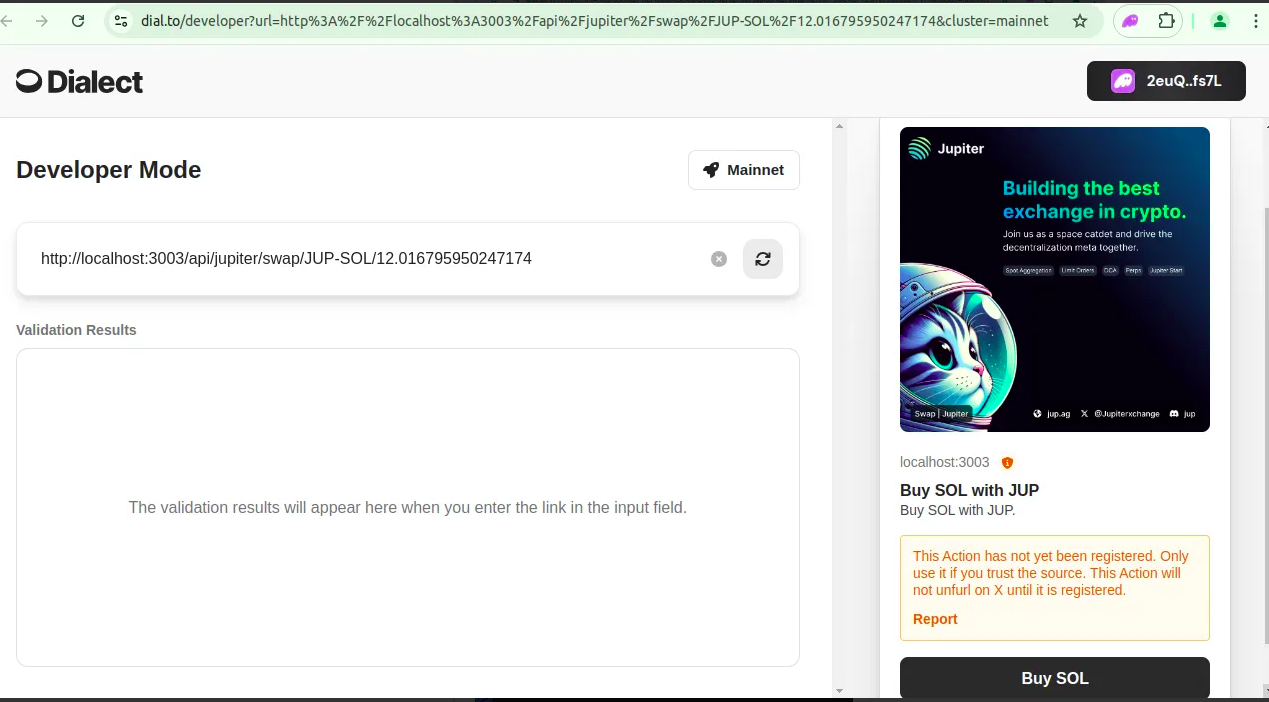 dial.to/developer?url=http%3A%2F%2Flocalhost%3A3003%2Fapi%2Fjupiter%2Fswap%2FJUP-SOL%2F12.016795950247174&cluster=mainnet
Dialect
2euQ..fs7L
Developer Mode
Mainnet
http://localhost:3003/api/jupiter/swap/JUP-SOL/12.016795950247174
Validation Results
The validation results will appear here when you enter the link in the input field.
Jupiter
Building the best
exchange in crypto.
Join us as a space catdet and drive the
decentralization meta together.
Spot Aggregation Limit Orders DCA Perps Jupiter Start
Swap | Jupiter jup.ag @Jupiterxchange jup
localhost:3003
Buy SOL with JUP
Buy SOL with JUP.
This Action has not yet been registered. Only
use it if you trust the source. This Action will
not unfurl on X until it is registered.
Report
Buy SOL